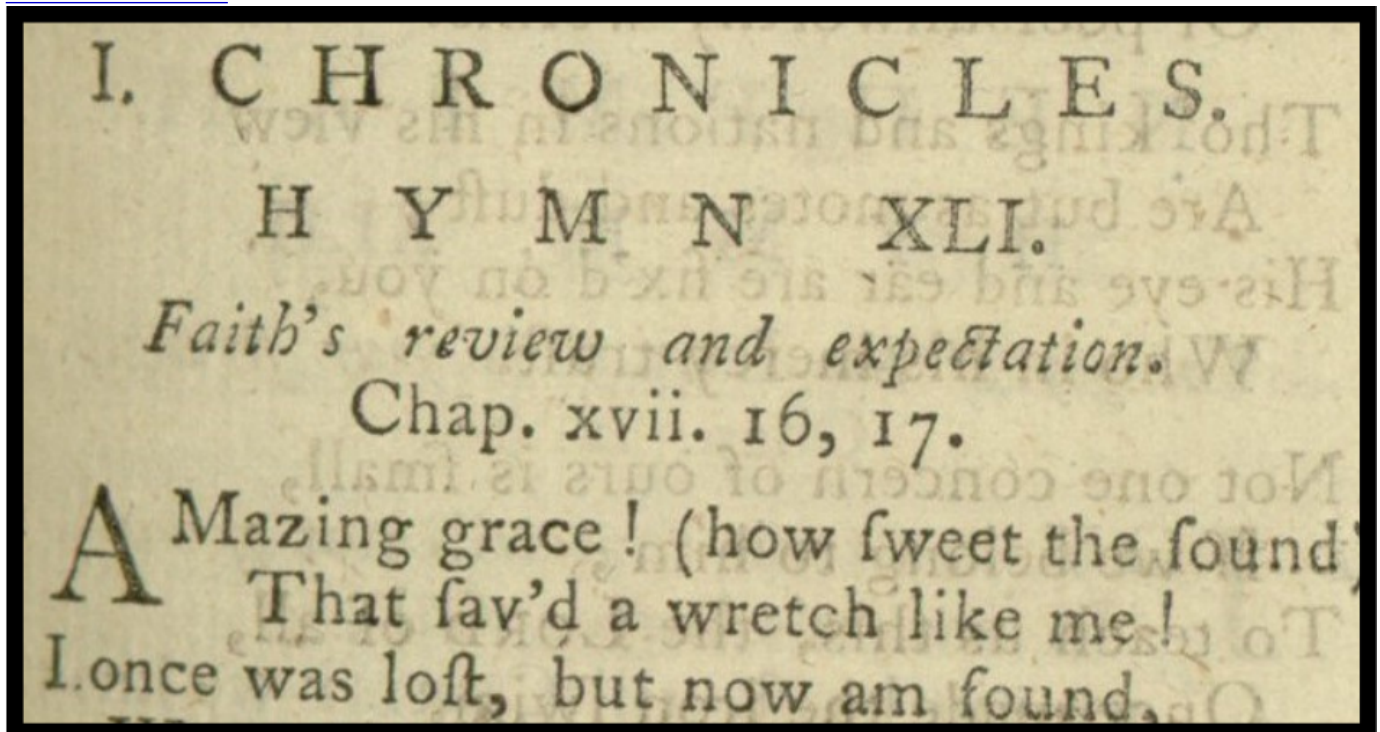 I. CHRONICLES.
HYMN XLI.
Faith's review and expectation.
Chap. xvii. 16, 17.
AMazing grace! (how ſweet the ſound)
That ſav'd a wretch like me!
I once was loſt, but now am found,